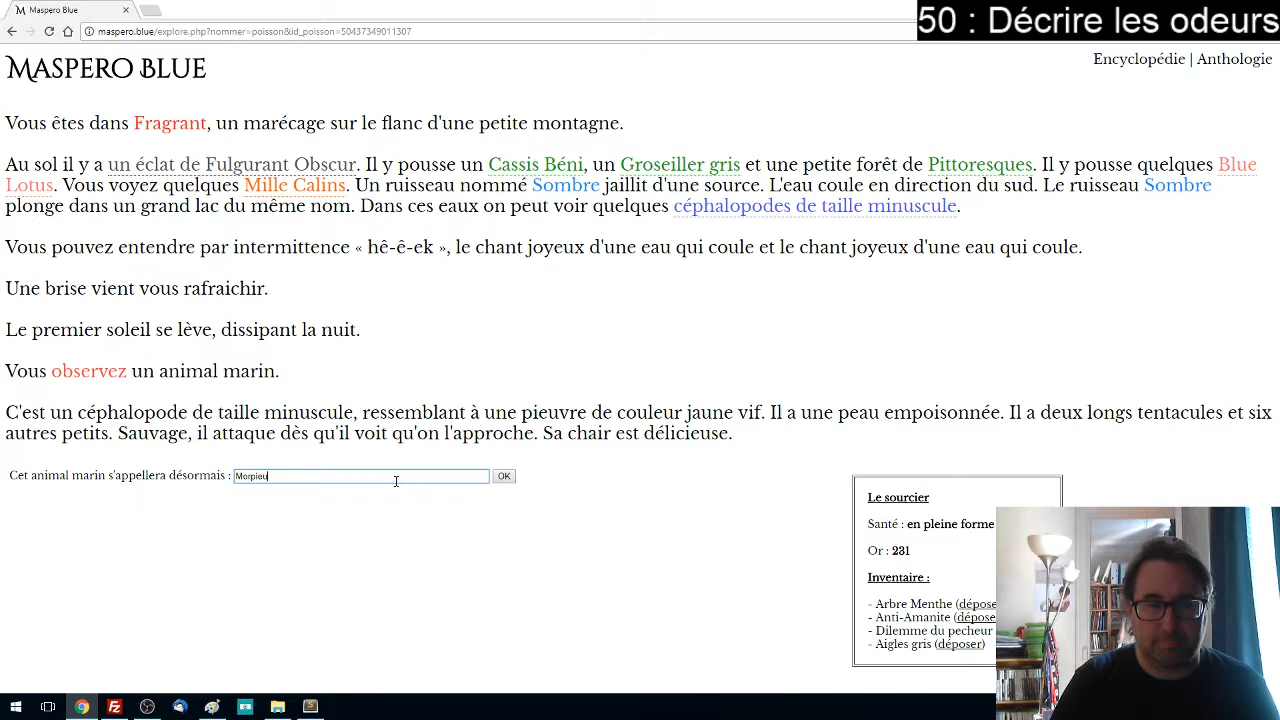 Maspero Blue
50 : Décrire les odeurs
maspero.blue/explore.php?nommer=poisson&id_poisson=50437349011307
Maspero Blue
Encyclopédie | Anthologie
Vous êtes dans Fragrant, un marécage sur le flanc d'une petite montagne.
Au sol il y a un éclat de Fulgurant Obscur. Il y pousse un Cassis Béni, un Groseiller gris et une petite forêt de Pittoresques. Il y pousse quelques Blue
Lotus. Vous voyez quelques Mille Calins. Un ruisseau nommé Sombre jaillit d'une source. L'eau coule en direction du sud. Le ruisseau Sombre
plonge dans un grand lac du même nom. Dans ces eaux on peut voir quelques céphalopodes de taille minuscule.
Vous pouvez entendre par intermittence « hê-ê-ek », le chant joyeux d'une eau qui coule et le chant joyeux d'une eau qui coule.
Une brise vient vous rafraichir.
Le premier soleil se lève, dissipant la nuit.
Vous observez un animal marin.
C'est un céphalopode de taille minuscule, ressemblant à une pieuvre de couleur jaune vif. Il a une peau empoisonnée. Il a deux longs tentacules et six
autres petits. Sauvage, il attaque dès qu'il voit qu'on l'approche. Sa chair est délicieuse.
Cet animal marin s'appellera désormais : Morpieu OK
Le sourcier
Santé : en pleine forme
Or : 231
Inventaire :
- Arbre Menthe (dépose
- Anti-Amanite (dépose
- Dilemme du pecheur
- Aigles gris (déposer)